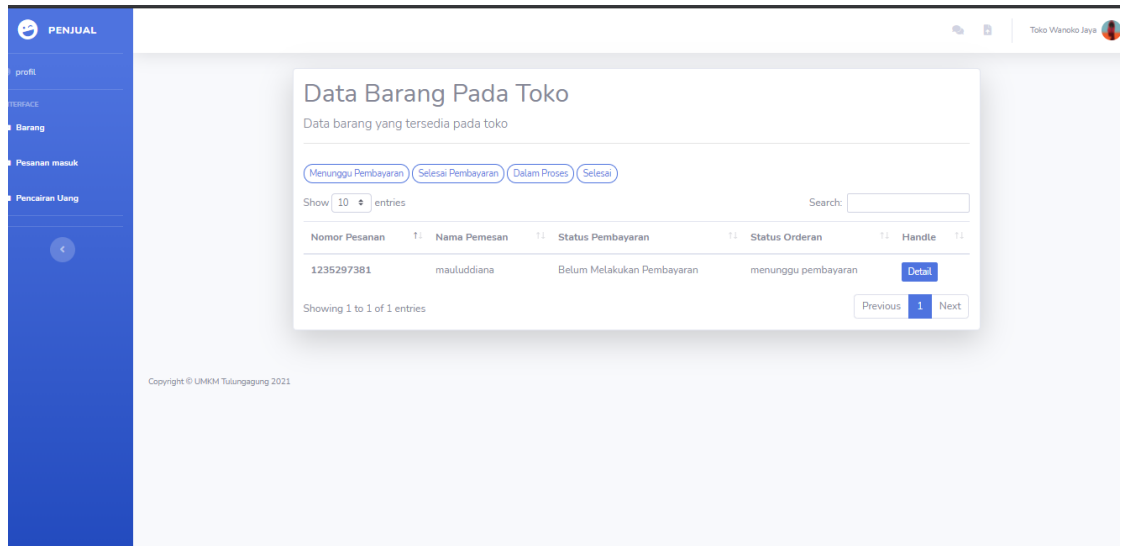 PENJUAL
Toko Wanoko Jaya
profil
Data Barang Pada Toko
Data barang yang tersedia pada toko
INTERFACE
Barang
Pesanan masuk
Pencairan Uang
Menunggu Pembayaran Selesai Pembayaran Dalam Proses Selesai
Show 10 entries Search:
Nomor Pesanan Nama Pemesan Status Pembayaran Status Orderan Handle
1235297381 mauluddiana Belum Melakukan Pembayaran menunggu pembayaran Detail
Showing 1 to 1 of 1 entries Previous 1 Next
Copyright © UMKM Tulungagung 2021